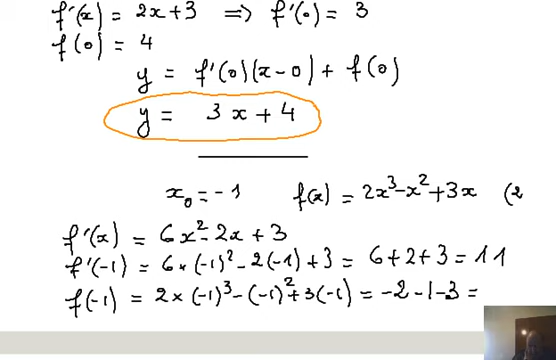 f'(x) = 2x + 3 ⟹ f'(0) = 3
f(0) = 4
y = f'(0)(x - 0) + f(0)
y = 3x + 4
x₀ = -1 f(x) = 2x³ - x² + 3x (2
f'(x) = 6x² - 2x + 3
f'(-1) = 6 × (-1)² - 2(-1) + 3 = 6 + 2 + 3 = 11
f(-1) = 2 × (-1)³ - (-1)² + 3(-1) = -2 - 1 - 3 =